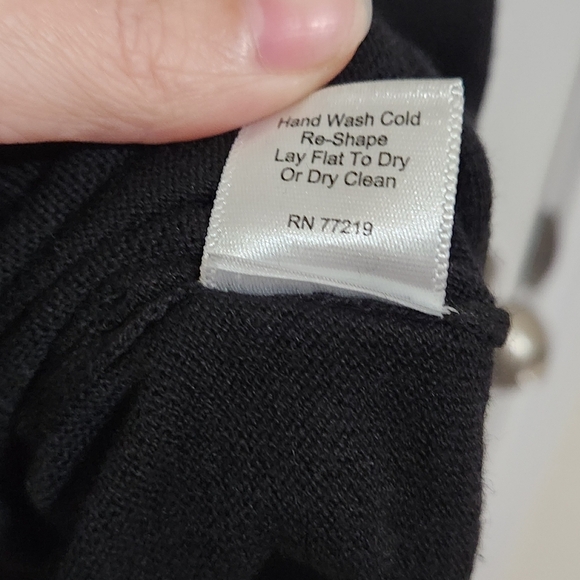 Hand Wash Cold
Re-Shape
Lay Flat To Dry
Or Dry Clean
RN 77219